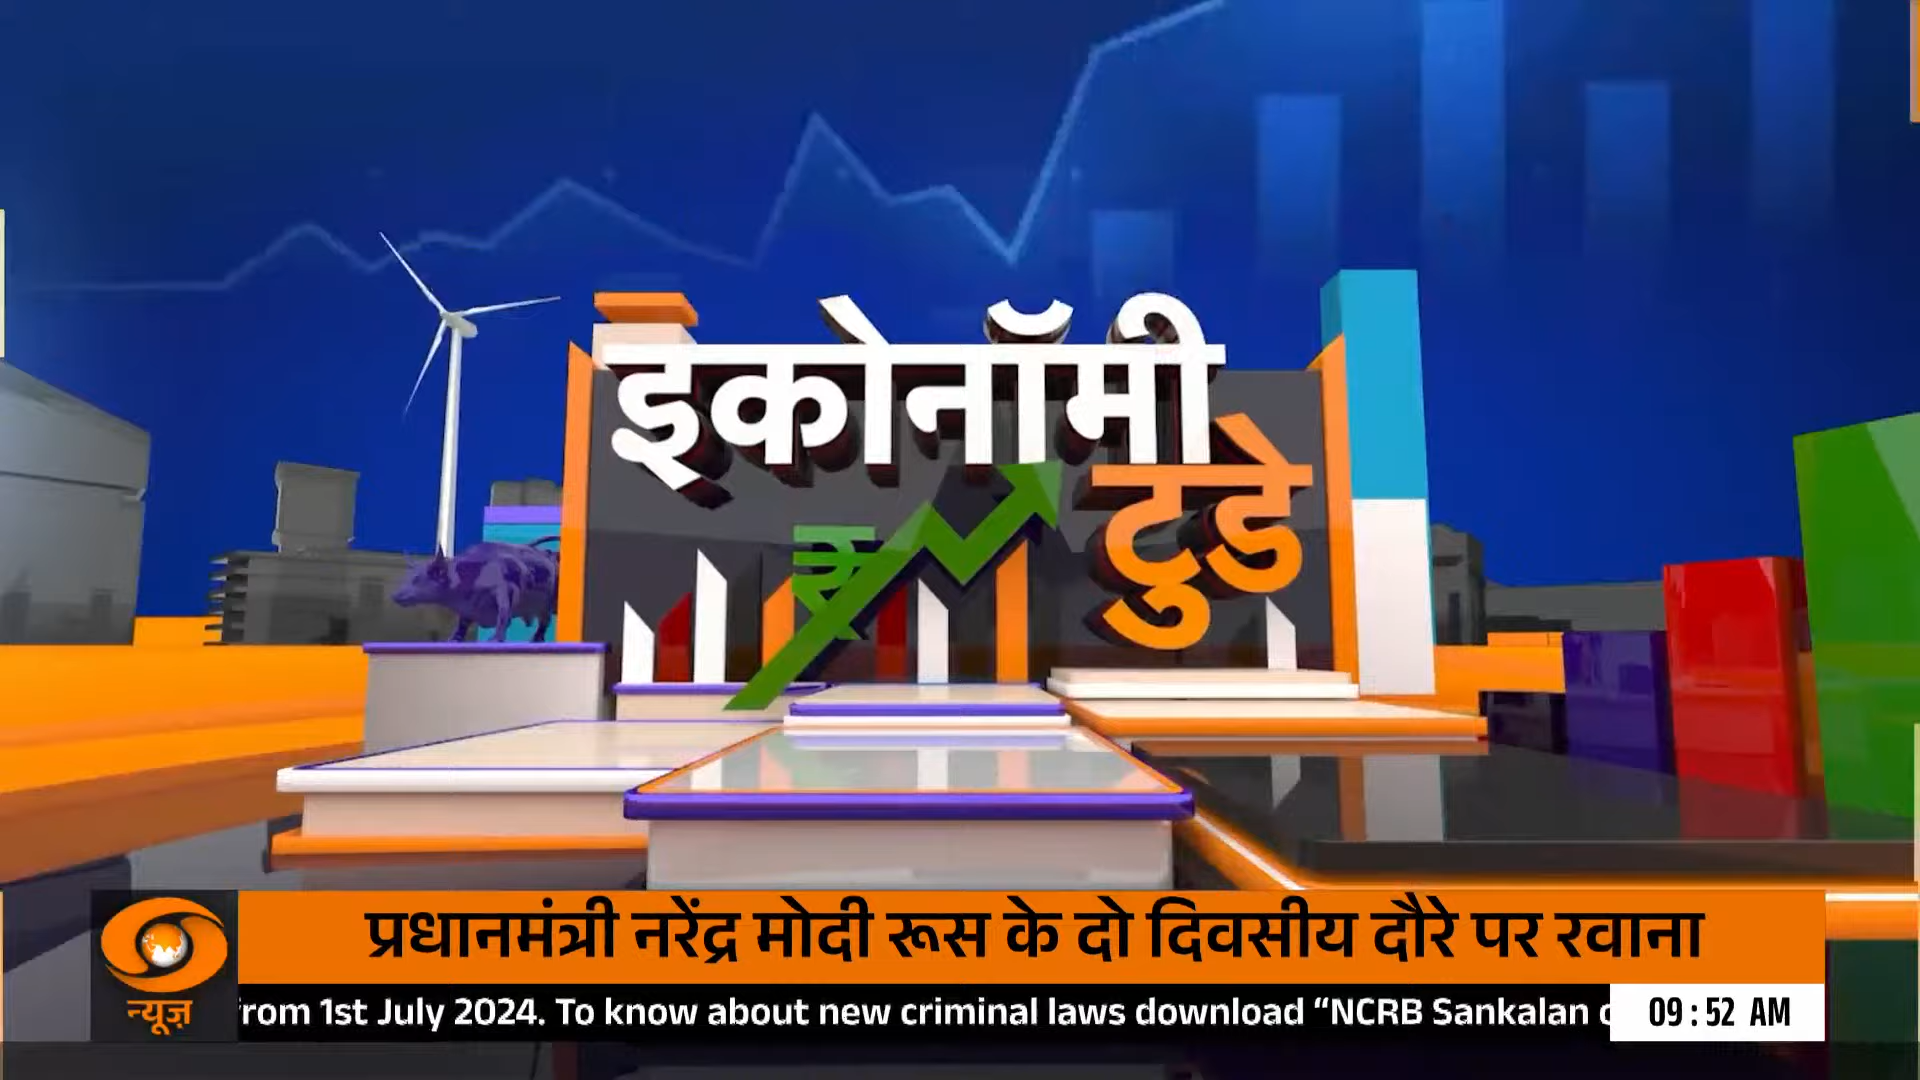 इकोनॉमी
टुडे
₹
प्रधानमंत्री नरेंद्र मोदी रूस के दो दिवसीय दौरे पर रवाना
न्यूज़
from 1st July 2024. To know about new criminal laws download “NCRB Sankalan
09:52 AM